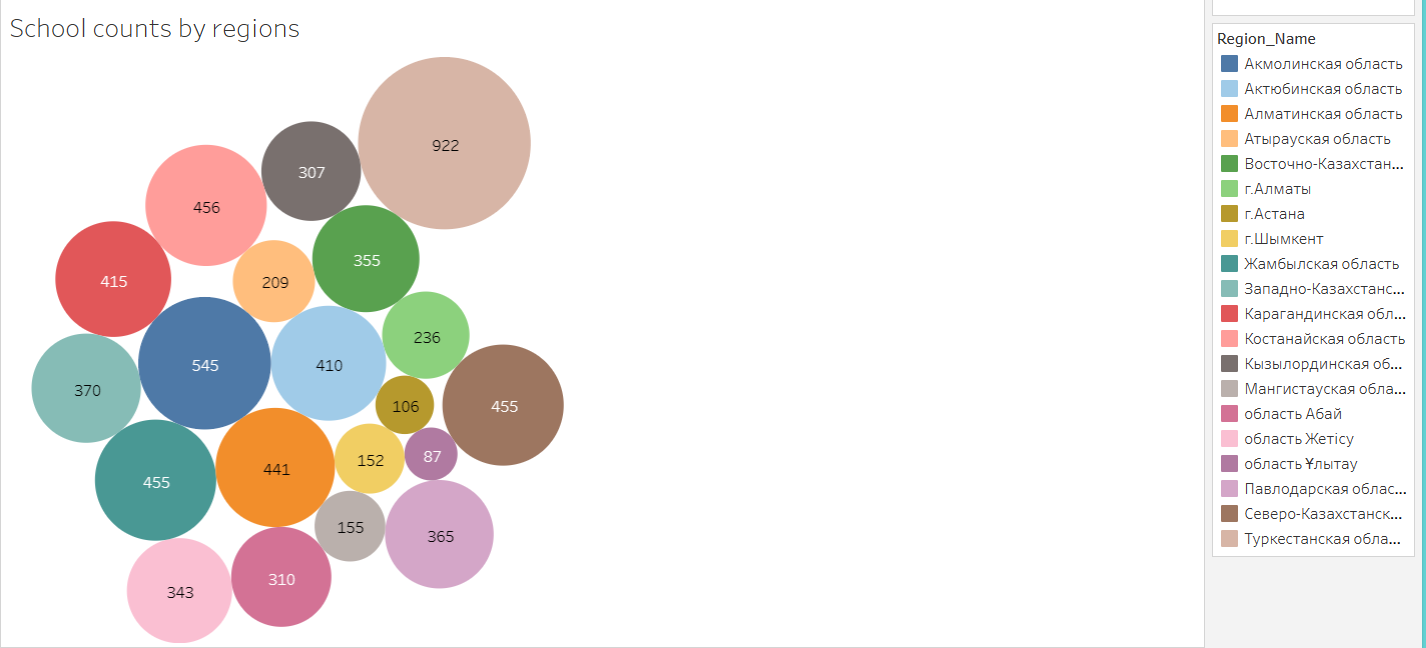 School counts by regions
922
307
456
355
415
209
236
545
410
370
106
455
87
152
441
455
155
365
310
343
Region_Name
Акмолинская область
Актюбинская область
Алматинская область
Атырауская область
Восточно-Казахстан...
г.Алматы
г.Астана
г.Шымкент
Жамбылская область
Западно-Казахстанс...
Карагандинская обл...
Костанайская область
Кызылординская об...
Мангистауская обла...
область Абай
область Жетісу
область Ұлытау
Павлодарская облас...
Северо-Казахстанск...
Туркестанская обла...